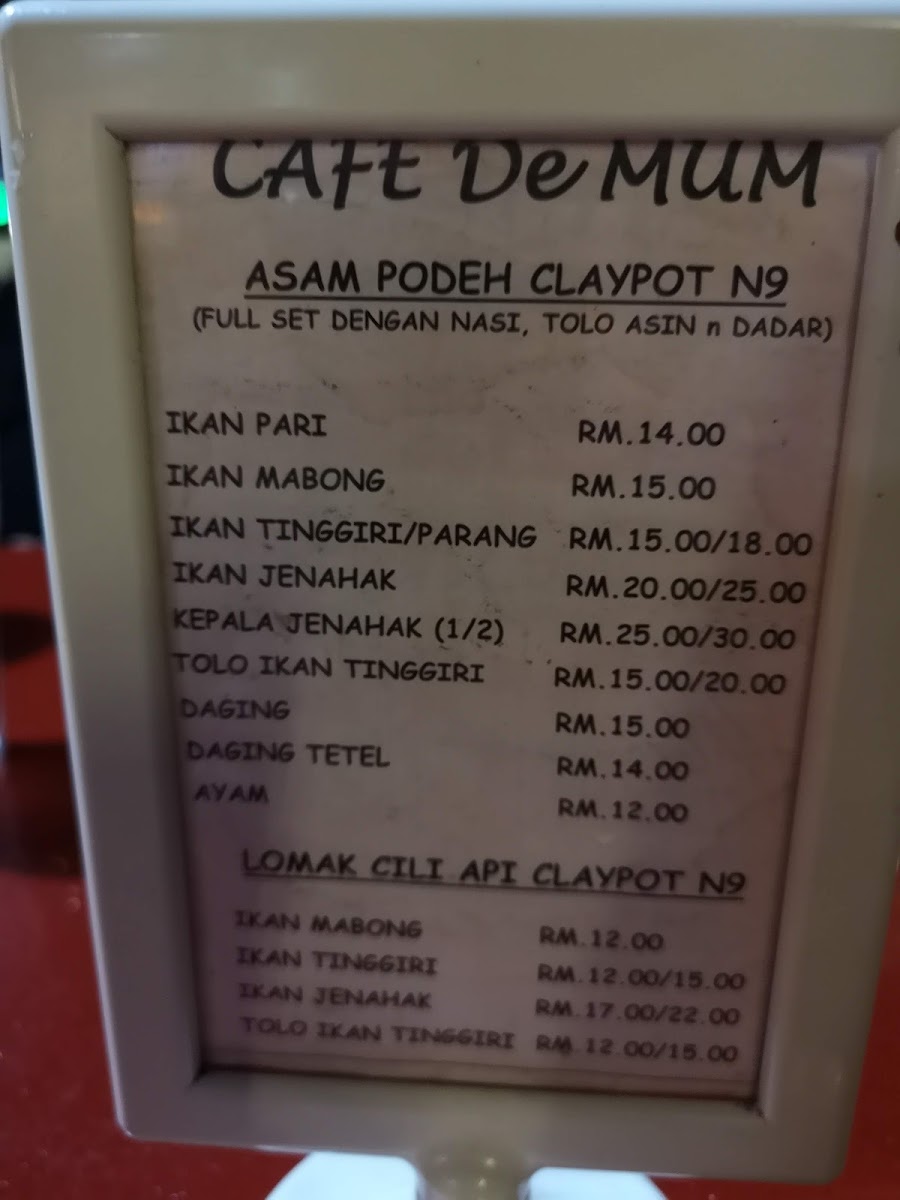 CAFE De MUM
ASAM PODEH CLAYPOT N9
(FULL SET DENGAN NASI, TOLO ASIN n DADAR)
IKAN PARI RM.14.00
IKAN MABONG RM.15.00
IKAN TINGGIRI/PARANG RM.15.00/18.00
IKAN JENAHAK RM.20.00/25.00
KEPALA JENAHAK (1/2) RM.25.00/30.00
TOLO IKAN TINGGIRI RM.15.00/20.00
DAGING RM.15.00
DAGING TETEL RM.14.00
AYAM RM.12.00
LOMAK CILI API CLAYPOT N9
IKAN MABONG RM.12.00
IKAN TINGGIRI RM.12.00/15.00
IKAN JENAHAK RM.17.00/22.00
TOLO IKAN TINGGIRI RM.12.00/15.00